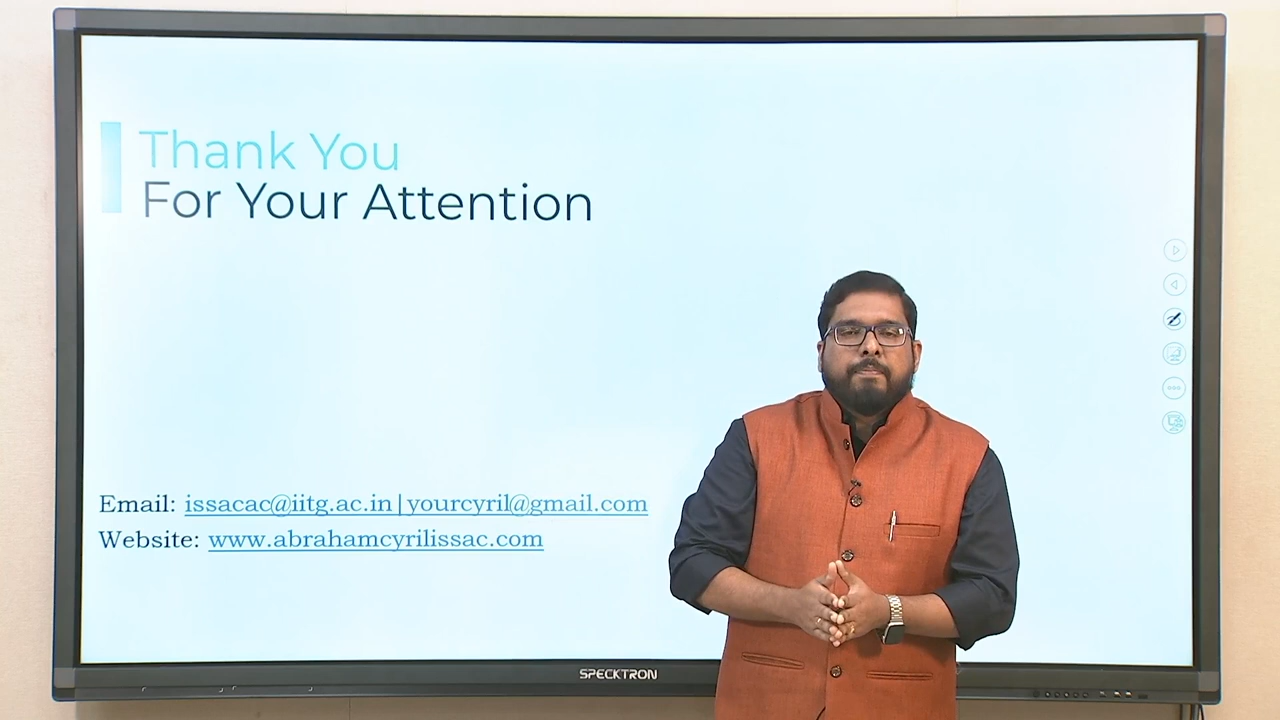 Thank You
For Your Attention
Email: issacac@iitg.ac.in|yourcyril@gmail.com
Website: www.abrahamcyrilissac.com
SPECKTRON